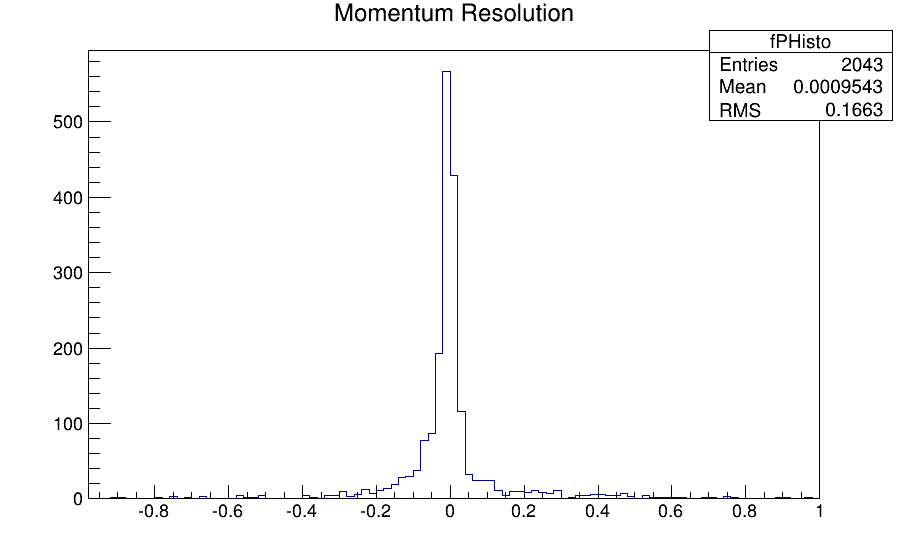 Momentum Resolution
fPHisto
Entries 2043
Mean 0.0009543
RMS 0.1663
500
400
300
200
100
0
-0.8 -0.6 -0.4 -0.2 0 0.2 0.4 0.6 0.8 1